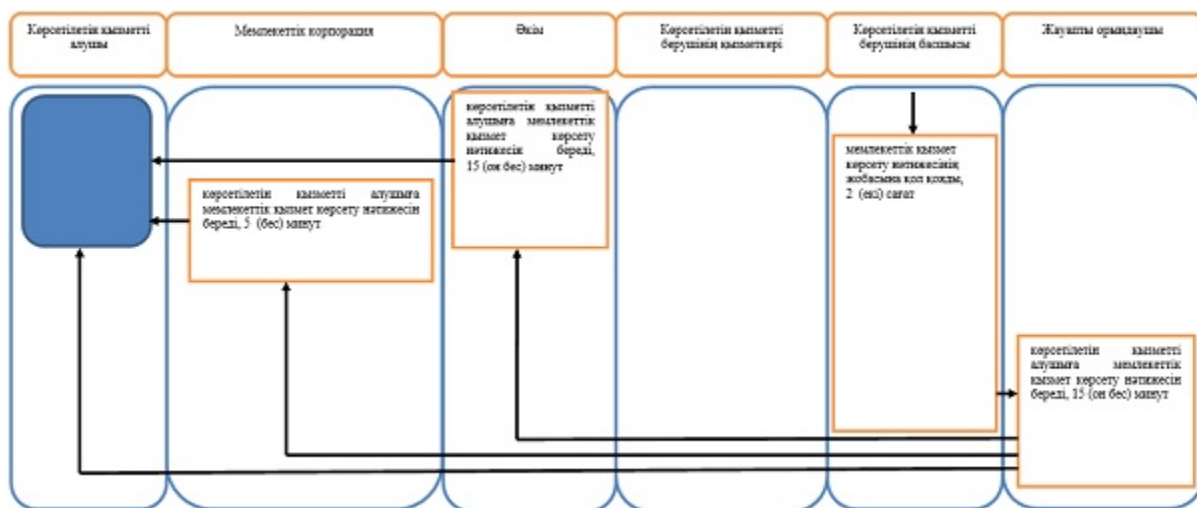 Көрсетілетін қызметті
алушы
Мемлекеттік корпорация
Әкім
Көрсетілетін қызметті
берушінің қызметкері
Көрсетілетін қызметті
берушінің басшысы
Жауапты орындаушы
көрсетілетін қызметті
алушыға мемлекеттік
қызмет көрсету
нәтижесін береді,
15 (он бес) минут
мемлекеттік қызмет
көрсету нәтижесінің
жобасына қол қояды,
2 (екі) сағат
көрсетілетін қызметті алушыға
мемлекеттік қызмет көрсету нәтижесін
береді, 5 (бес) минут
көрсетілетін қызметті
алушыға мемлекеттік
қызмет көрсету нәтижесін
береді, 15 (он бес) минут